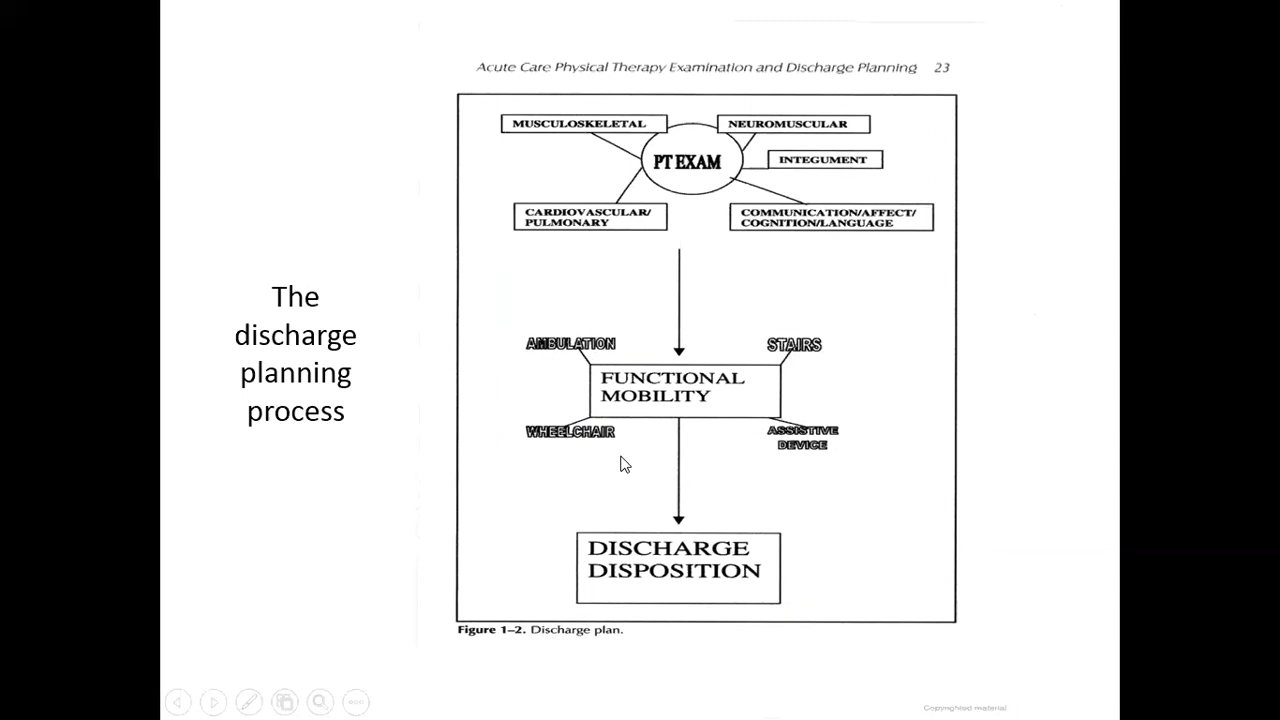 Acute Care Physical Therapy Examination and Discharge Planning 23
MUSCULOSKELETAL
NEUROMUSCULAR
PT EXAM
INTEGUMENT
CARDIOVASCULAR/
PULMONARY
COMMUNICATION/AFFECT/
COGNITION/LANGUAGE
The
discharge
planning
process
AMBULATION
STAIRS
FUNCTIONAL
MOBILITY
WHEELCHAIR
ASSISTIVE
DEVICE
DISCHARGE
DISPOSITION
Figure 1–2. Discharge plan.
Copyrighted material